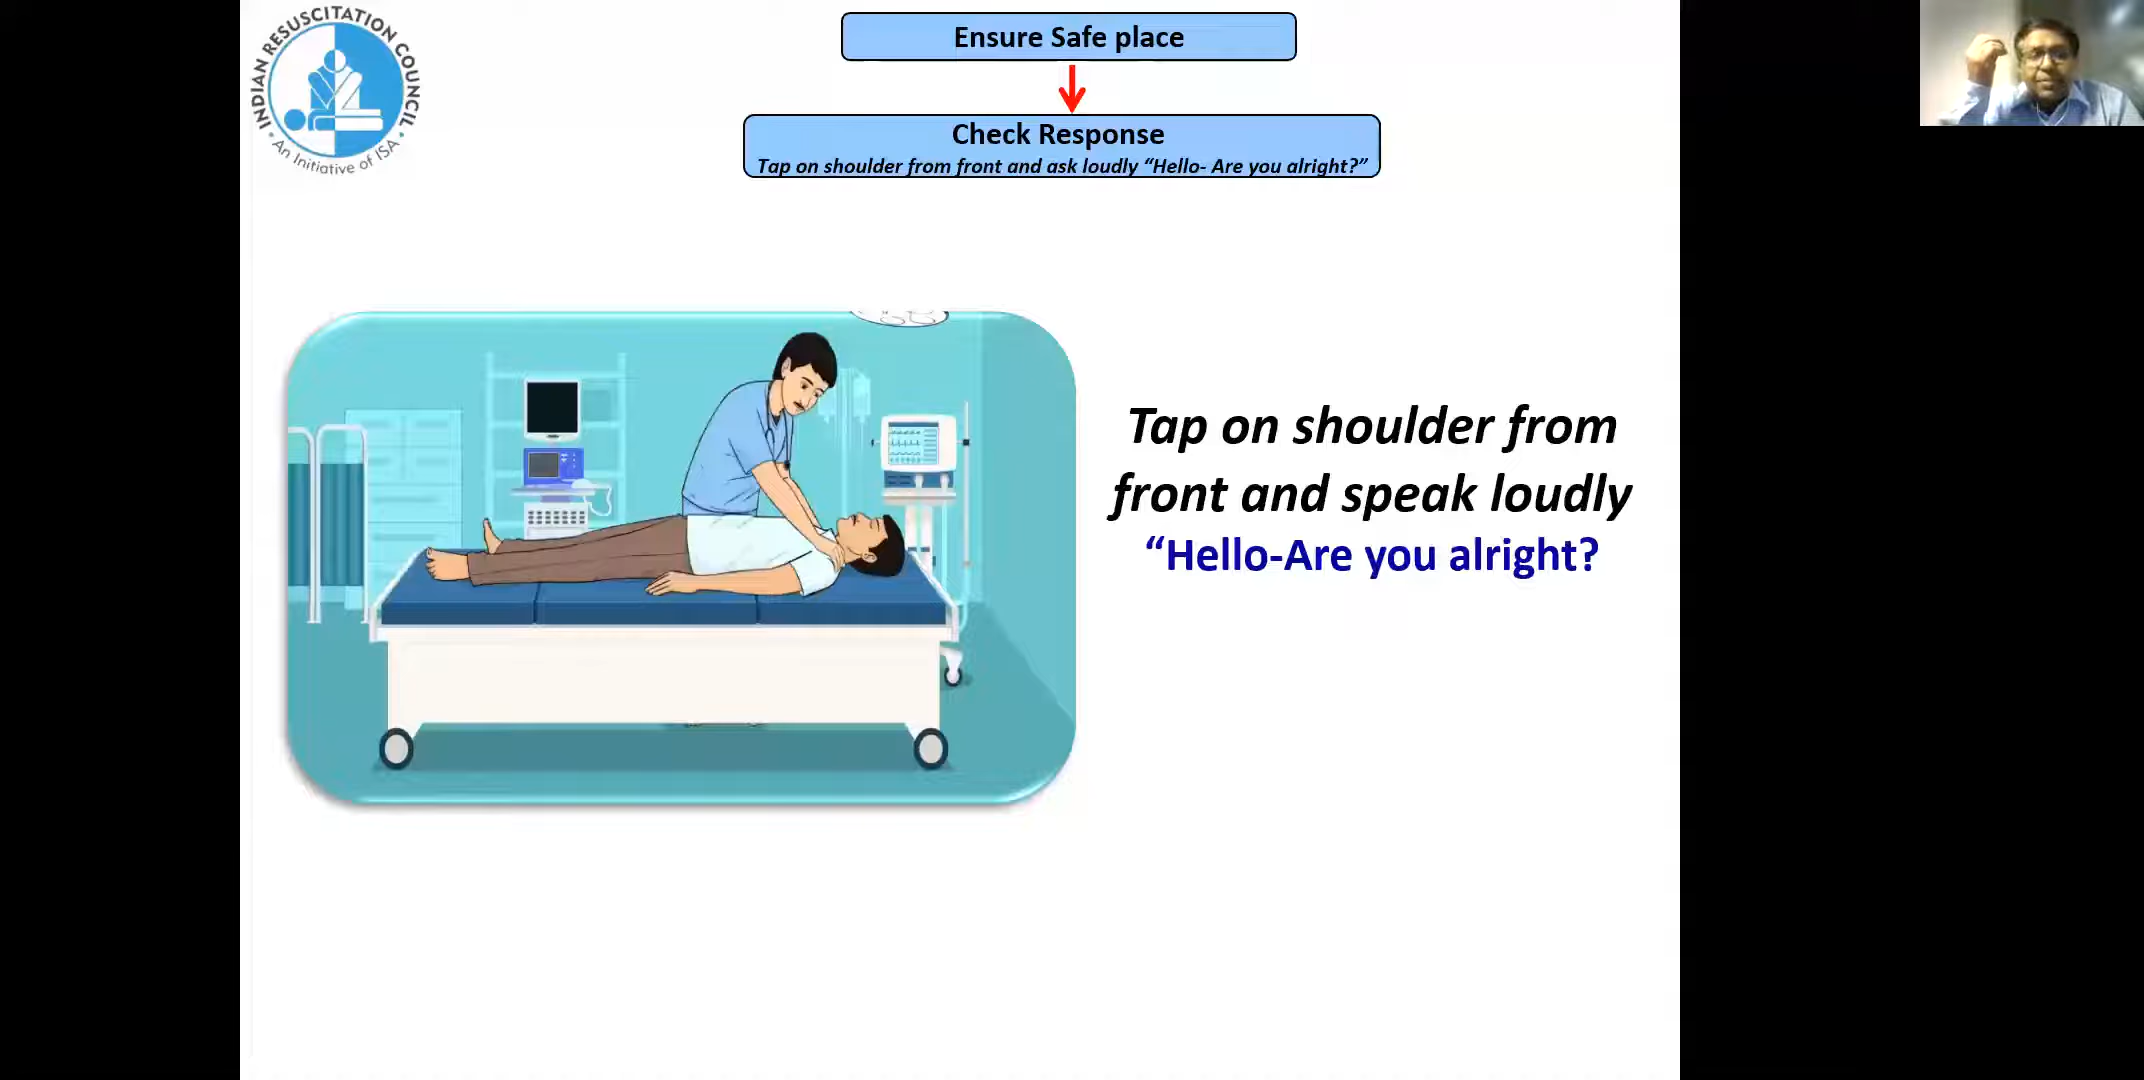 INDIAN RESUSCITATION COUNCIL
An Initiative of ISA
Ensure Safe place
Check Response
Tap on shoulder from front and ask loudly “Hello- Are you alright?”
Tap on shoulder from
front and speak loudly
“Hello-Are you alright?